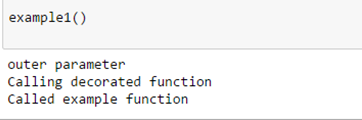 example1()
outer parameter
Calling decorated function
Called example function